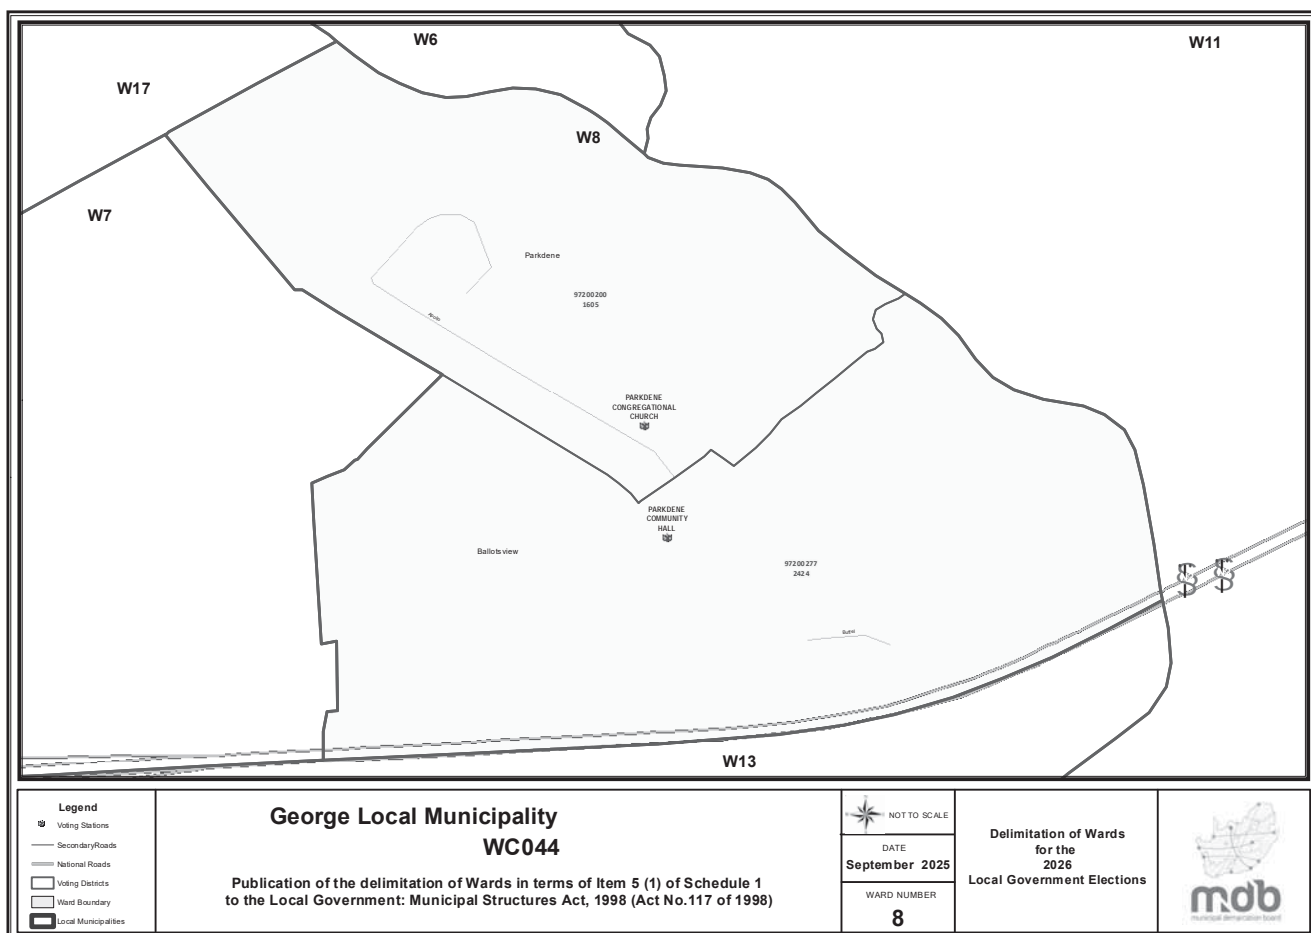 W6
W11
W17
W8
W7
Parkdene
97200200
1605
Apollo
PARKDENE
CONGREGATIONAL
CHURCH
PARKDENE
COMMUNITY
HALL
Ballotsview
97200277
2424
W13
Legend
Voting Stations
SecondaryRoads
National Roads
Voting Districts
Ward Boundary
Local Municipalities
George Local Municipality
WC044
Publication of the delimitation of Wards in terms of Item 5 (1) of Schedule 1
to the Local Government: Municipal Structures Act, 1998 (Act No.117 of 1998)
NOT TO SCALE
DATE
September 2025
WARD NUMBER
8
Delimitation of Wards
for the
2026
Local Government Elections
mdb
municipal demarcation board